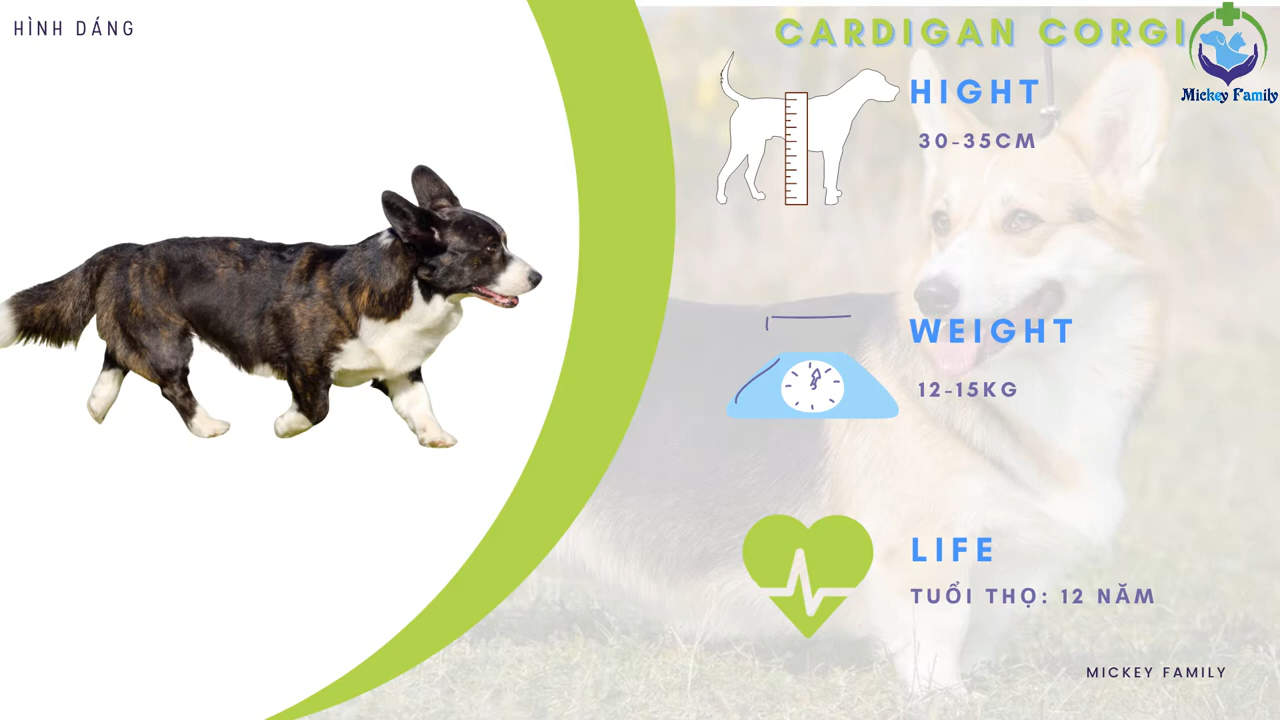 HÌNH DÁNG
CARDIGAN CORGI
Mickey Family
HIGHT
30-35CM
WEIGHT
12-15KG
LIFE
TUỔI THỌ: 12 NĂM
MICKEY FAMILY